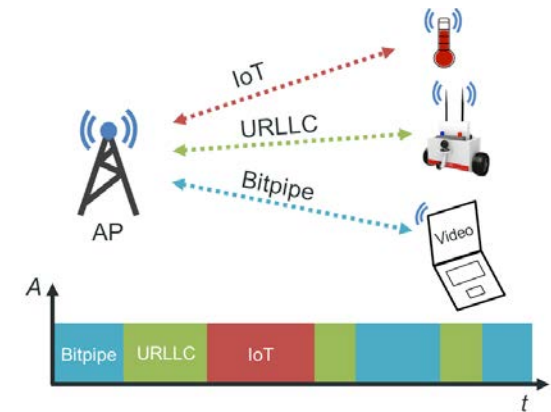 IoT
URLLC
Bitpipe
AP
Video
A
Bitpipe URLLC IoT
t